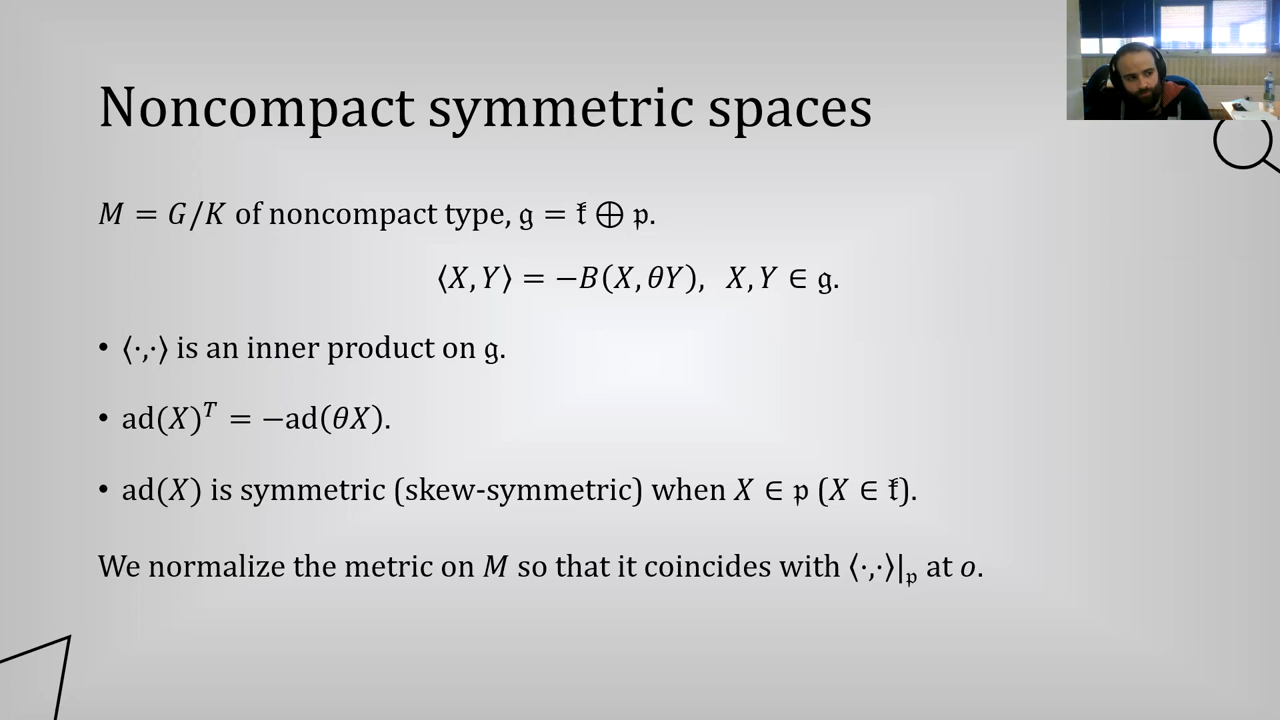 Noncompact symmetric spaces
𝑀 = 𝐺/𝐾 of noncompact type, 𝔤 = 𝔨 ⊕ 𝔭.
⟨𝑋, 𝑌⟩ = −𝐵(𝑋, 𝜃𝑌), 𝑋, 𝑌 ∈ 𝔤.
• ⟨·,·⟩ is an inner product on 𝔤.
• ad(𝑋)ᵀ = −ad(𝜃𝑋).
• ad(𝑋) is symmetric (skew-symmetric) when 𝑋 ∈ 𝔭 (𝑋 ∈ 𝔨).
We normalize the metric on 𝑀 so that it coincides with ⟨·,·⟩|_𝔭 at 𝑜.